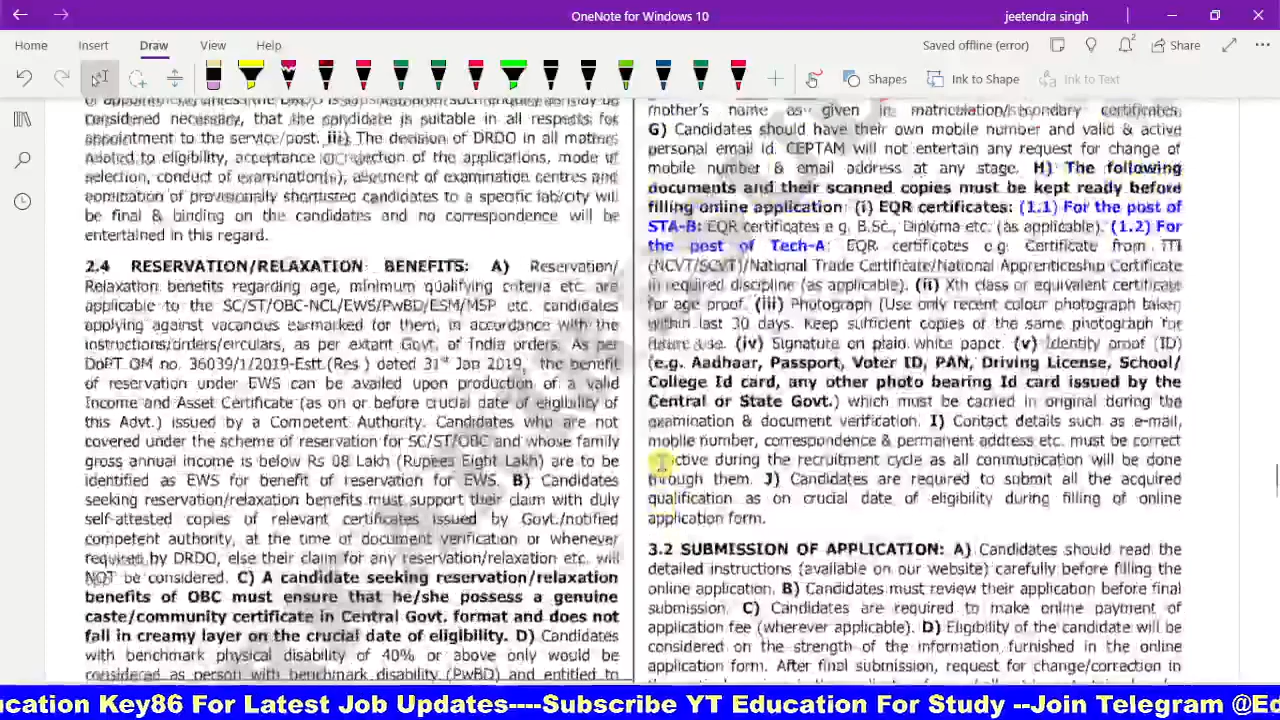 OneNote for Windows 10
jeetendra singh
Home
Insert
Draw
View
Help
Saved offline (error)
Share
Shapes
Ink to Shape
Ink to Text
considered necessary, that the candidate is suitable in all respects for
appointment to the service/post. iii) The decision of DRDO in all matters
related to eligibility, acceptance or rejection of the applications, mode of
selection, conduct of examination(s), allotment of examination centres and
nomination of provisionally shortlisted candidates to a specific lab/city will
be final & binding on the candidates and no correspondence will be
entertained in this regard.
2.4 RESERVATION/RELAXATION BENEFITS: A) Reservation/
Relaxation benefits regarding age, minimum qualifying criteria etc. are
applicable to the SC/ST/OBC-NCL/EWS/PwBD/ESM/MSP etc. candidates
applying against vacancies earmarked for them, in accordance with the
instructions/orders/circulars, as per extant Govt. of India orders. As per
DoPT OM no. 36039/1/2019-Estt.(Res ) dated 31st Jan 2019, the benefit
of reservation under EWS can be availed upon production of a valid
Income and Asset Certificate (as on or before crucial date of eligibility of
this Advt.) issued by a Competent Authority. Candidates who are not
covered under the scheme of reservation for SC/ST/OBC and whose family
gross annual income is below Rs 08 Lakh (Rupees Eight Lakh) are to be
identified as EWS for benefit of reservation for EWS. B) Candidates
seeking reservation/relaxation benefits must support their claim with duly
self-attested copies of relevant certificates issued by Govt./notified
competent authority, at the time of document verification or whenever
required by DRDO, else their claim for any reservation/relaxation etc. will
NOT be considered. C) A candidate seeking reservation/relaxation
benefits of OBC must ensure that he/she possess a genuine
caste/community certificate in Central Govt. format and does not
fall in creamy layer on the crucial date of eligibility. D) Candidates
with benchmark physical disability of 40% or above only would be
considered as person with benchmark disability (PwBD) and entitled to
mother's name as given in matriculation/secondary certificates.
G) Candidates should have their own mobile number and valid & active
personal email id. CEPTAM will not entertain any request for change of
mobile number & email address at any stage. H) The following
documents and their scanned copies must be kept ready before
filling online application (i) EQR certificates: (1.1) For the post of
STA-B: EQR certificates e g. B.Sc., Diploma etc. (as applicable). (1.2) For
the post of Tech-A: EQR certificates e.g. Certificate from ITI
(NCVT/SCVT)/National Trade Certificate/National Apprenticeship Certificate
in required discipline (as applicable). (ii) Xth class or equivalent certificate
for age proof. (iii) Photograph (Use only recent colour photograph taken
within last 30 days. Keep sufficient copies of the same photograph for
future use. (iv) Signature on plain white paper. (v) Identity proof (ID)
(e.g. Aadhaar, Passport, Voter ID, PAN, Driving License, School/
College Id card, any other photo bearing Id card issued by the
Central or State Govt.) which must be carried in original during the
examination & document verification. I) Contact details such as e-mail,
mobile number, correspondence & permanent address etc. must be correct
ctive during the recruitment cycle as all communication will be done
through them. J) Candidates are required to submit all the acquired
qualification as on crucial date of eligibility during filling of online
application form.
3.2 SUBMISSION OF APPLICATION: A) Candidates should read the
detailed instructions (available on our website) carefully before filling the
online application. B) Candidates must review their application before final
submission. C) Candidates are required to make online payment of
application fee (wherever applicable). D) Eligibility of the candidate will be
considered on the strength of the information furnished in the online
application form. After final submission, request for change/correction in
ucation Key86 For Latest Job Updates----Subscribe YT Education For Study --Join Telegram @Ed